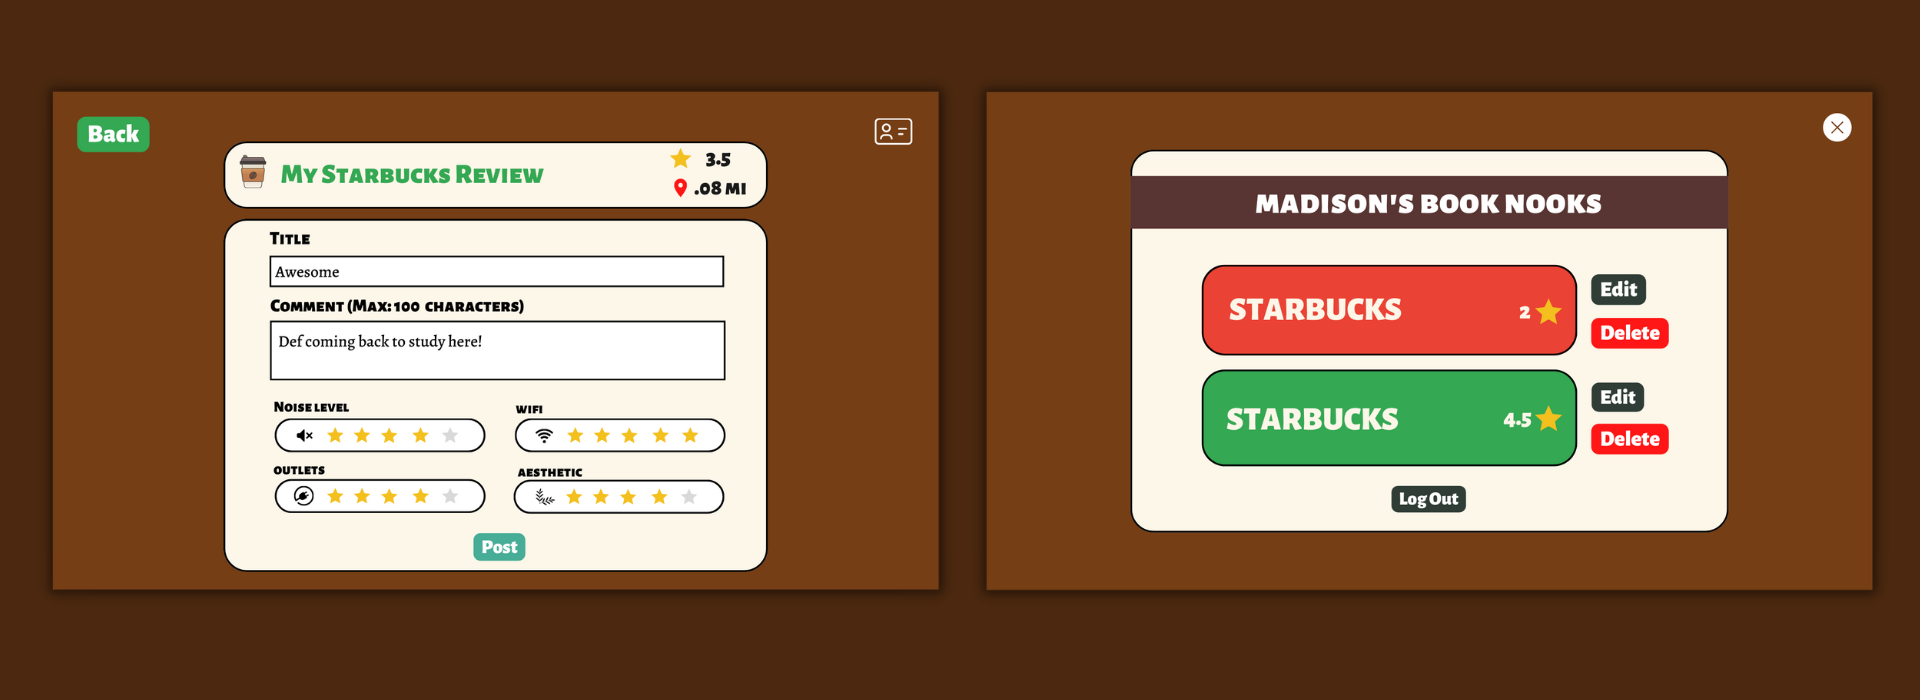 Back
My Starbucks Review
3.5
.08 MI
Title
Awesome
Comment (Max: 100 characters)
Def coming back to study here!
Noise level
wifi
outlets
aesthetic
Post
MADISON'S BOOK NOOKS
STARBUCKS
2
Edit
Delete
STARBUCKS
4.5
Edit
Delete
Log Out